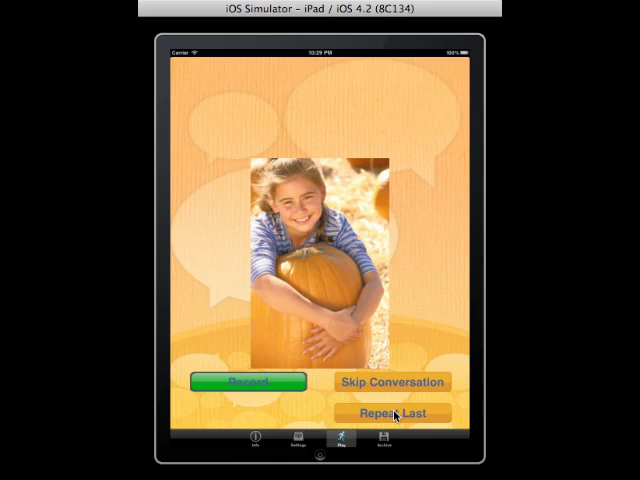 iOS Simulator – iPad / iOS 4.2 (8C134)
Carrier 10:29 PM 100%
Record Skip Conversation
Repeat Last
Info Settings Play Archive